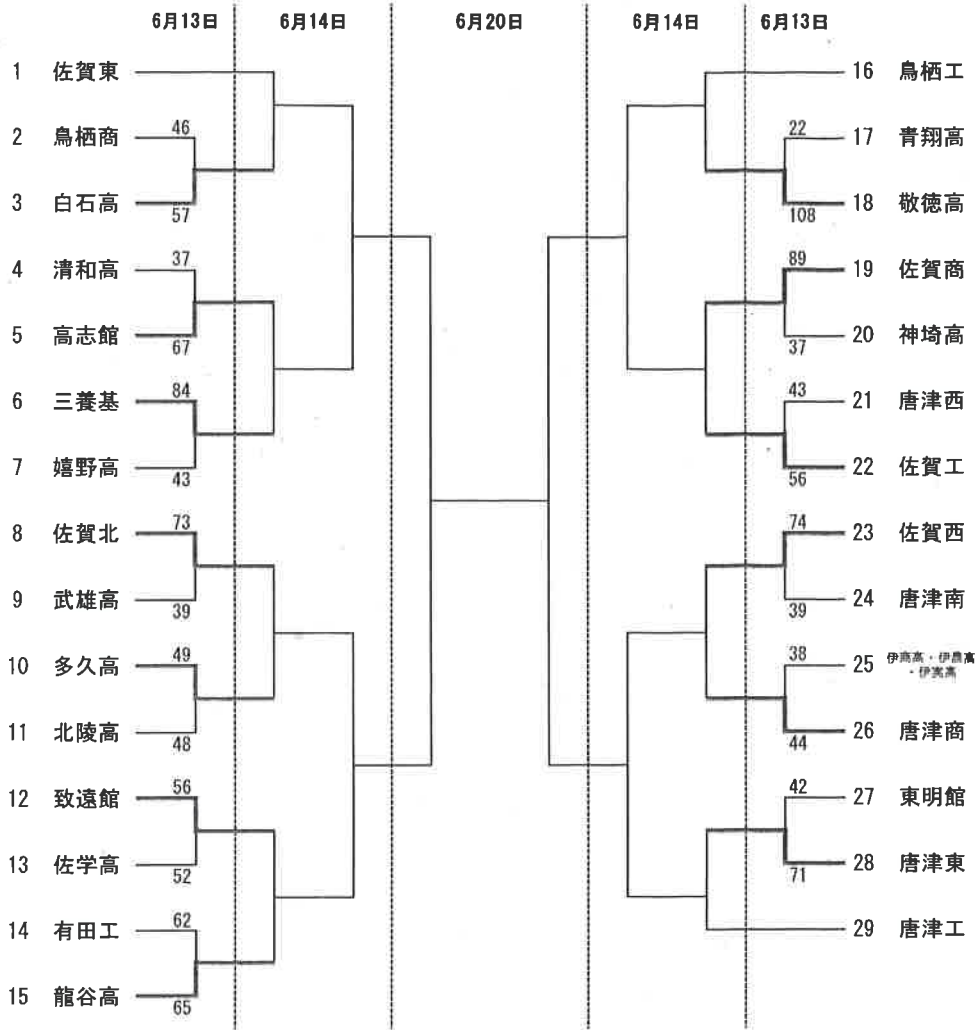 6月13日 6月14日 6月20日 6月14日 6月13日
1 佐賀東
2 鳥栖商 46
3 白石高 57
4 清和高 37
5 高志館 67
6 三養基 84
7 嬉野高 43
8 佐賀北 73
9 武雄高 39
10 多久高 49
11 北陵高 48
12 致遠館 56
13 佐学高 52
14 有田工 62
15 龍谷高 65
16 鳥栖工
22 17 青翔高
108 18 敬徳高
89 19 佐賀商
37 20 神埼高
43 21 唐津西
56 22 佐賀工
74 23 佐賀西
39 24 唐津南
38 25 伊商高・伊農高
・伊実高
44 26 唐津商
42 27 東明館
71 28 唐津東
29 唐津工